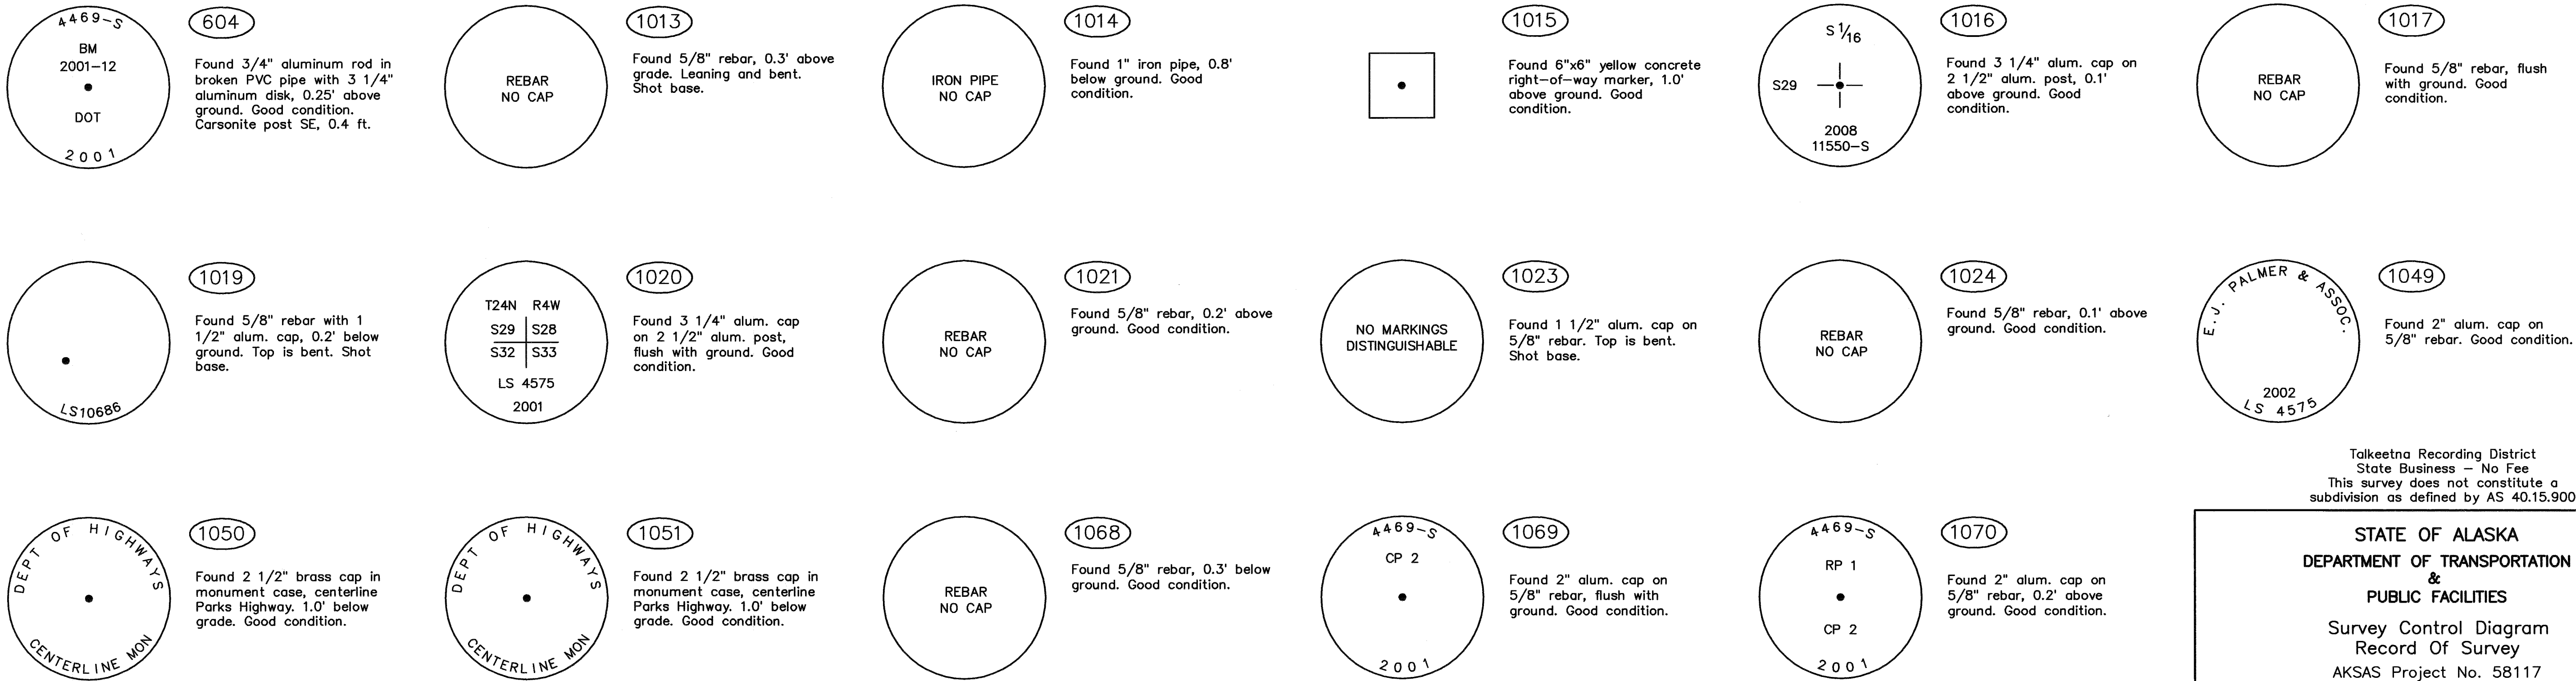 4469-S
BM
2001-12
DOT
2001
604
Found 3/4" aluminum rod in
broken PVC pipe with 3 1/4"
aluminum disk, 0.25' above
ground. Good condition.
Carsonite post SE, 0.4 ft.
REBAR
NO CAP
1013
Found 5/8" rebar, 0.3' above
grade. Leaning and bent.
Shot base.
IRON PIPE
NO CAP
1014
Found 1" iron pipe, 0.8'
below ground. Good
condition.
1015
Found 6"x6" yellow concrete
right-of-way marker, 1.0'
above ground. Good
condition.
S 1/16
S29
2008
11550-S
1016
Found 3 1/4" alum. cap on
2 1/2" alum. post, 0.1'
above ground. Good
condition.
REBAR
NO CAP
1017
Found 5/8" rebar, flush
with ground. Good
condition.
LS10686
1019
Found 5/8" rebar with 1
1/2" alum. cap, 0.2' below
ground. Top is bent. Shot
base.
T24N R4W
S29 S28
S32 S33
LS 4575
2001
1020
Found 3 1/4" alum. cap
on 2 1/2" alum. post,
flush with ground. Good
condition.
REBAR
NO CAP
1021
Found 5/8" rebar, 0.2' above
ground. Good condition.
NO MARKINGS
DISTINGUISHABLE
1023
Found 1 1/2" alum. cap on
5/8" rebar. Top is bent.
Shot base.
REBAR
NO CAP
1024
Found 5/8" rebar, 0.1' above
ground. Good condition.
E.J. PALMER & ASSOC.
2002
LS 4575
1049
Found 2" alum. cap on
5/8" rebar. Good condition.
DEPT OF HIGHWAYS
CENTERLINE MON
1050
Found 2 1/2" brass cap in
monument case, centerline
Parks Highway. 1.0' below
grade. Good condition.
DEPT OF HIGHWAYS
CENTERLINE MON
1051
Found 2 1/2" brass cap in
monument case, centerline
Parks Highway. 1.0' below
grade. Good condition.
REBAR
NO CAP
1068
Found 5/8" rebar, 0.3' below
ground. Good condition.
4469-S
CP 2
2001
1069
Found 2" alum. cap on
5/8" rebar, flush with
ground. Good condition.
4469-S
RP 1
CP 2
2001
1070
Found 2" alum. cap on
5/8" rebar, 0.2' above
ground. Good condition.
Talkeetna Recording District
State Business – No Fee
This survey does not constitute a
subdivision as defined by AS 40.15.900
STATE OF ALASKA
DEPARTMENT OF TRANSPORTATION
&
PUBLIC FACILITIES
Survey Control Diagram
Record Of Survey
AKSAS Project No. 58117